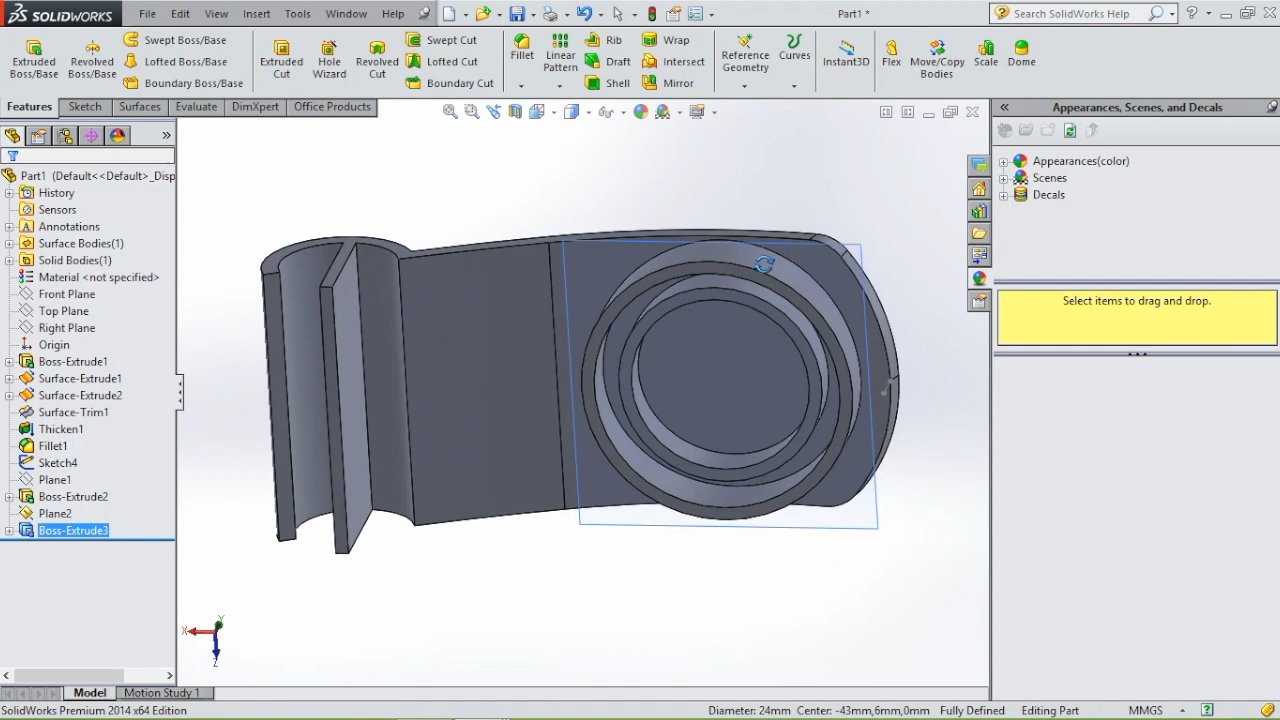 SOLIDWORKS File Edit View Insert Tools Window Help Part1 * Search SolidWorks Help
Extruded Boss/Base
Revolved Boss/Base
Swept Boss/Base
Lofted Boss/Base
Boundary Boss/Base
Extruded Cut
Hole Wizard
Revolved Cut
Swept Cut
Lofted Cut
Boundary Cut
Fillet
Linear Pattern
Rib
Draft
Shell
Wrap
Intersect
Mirror
Reference Geometry
Curves
Instant3D
Flex
Move/Copy Bodies
Scale
Dome
Features Sketch Surfaces Evaluate DimXpert Office Products
Part1 (Default<<Default>_Disp
History
Sensors
Annotations
Surface Bodies(1)
Solid Bodies(1)
Material <not specified>
Front Plane
Top Plane
Right Plane
Origin
Boss-Extrude1
Surface-Extrude1
Surface-Extrude2
Surface-Trim1
Thicken1
Fillet1
Sketch4
Plane1
Boss-Extrude2
Plane2
Boss-Extrude3
X Y Z
Appearances, Scenes, and Decals
Appearances(color)
Scenes
Decals
Select items to drag and drop.
Model Motion Study 1
SolidWorks Premium 2014 x64 Edition Diameter: 24mm Center: -43mm,6mm,0mm Fully Defined Editing Part MMGS